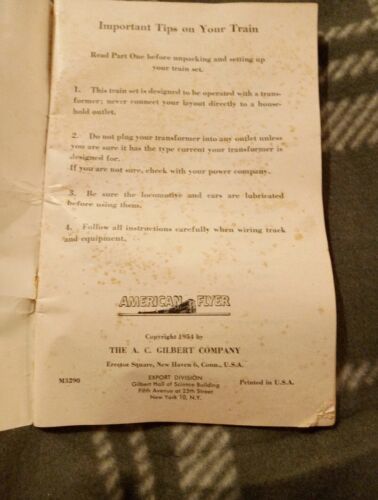 Important Tips on Your Train
Read Part One before unpacking and setting up
your train set.
1. This train set is designed to be operated with a trans-
former; never connect your layout directly to a house-
hold outlet.
2. Do not plug your transformer into any outlet unless
you are sure it has the type current your transformer is
designed for.
If you are not sure, check with your power company.
3. Be sure the locomotive and cars are lubricated
before using them.
4. Follow all instructions carefully when wiring track
and equipment.
AMERICAN FLYER
Copyright 1954 by
THE A. C. GILBERT COMPANY
Erector Square, New Haven 6, Conn., U.S.A.
EXPORT DIVISION
M3290 Gilbert Hall of Science Building Printed in U.S.A.
Fifth Avenue at 25th Street
New York 10, N.Y.